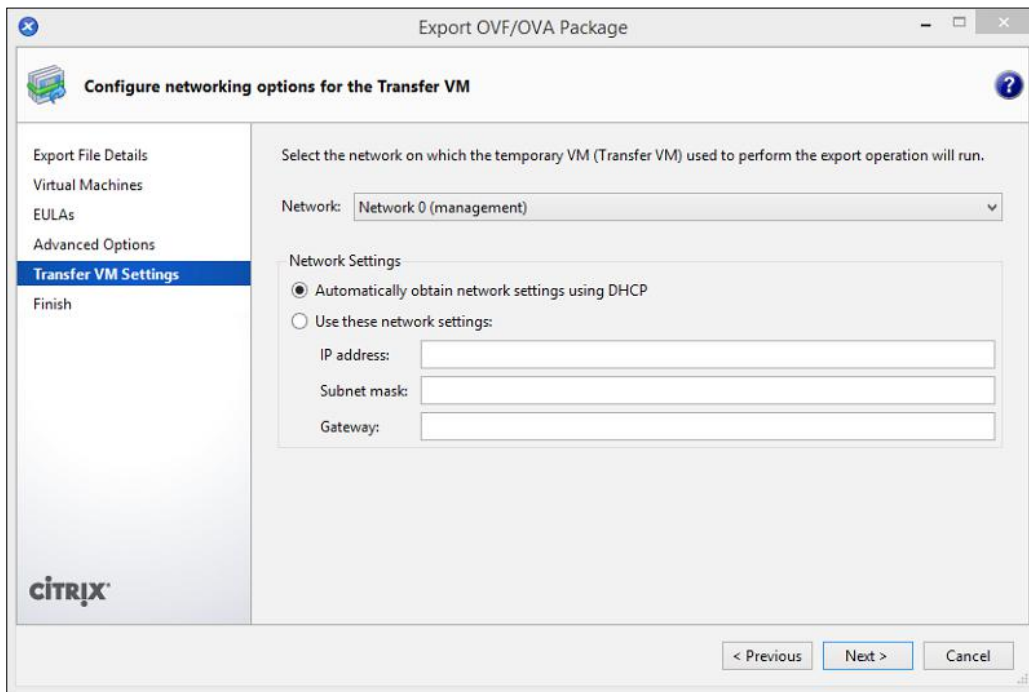 Export OVF/OVA Package
Configure networking options for the Transfer VM
?
Export File Details
Virtual Machines
EULAs
Advanced Options
Transfer VM Settings
Finish
CİTRIX
Select the network on which the temporary VM (Transfer VM) used to perform the export operation will run.
Network: Network 0 (management)
Network Settings
Automatically obtain network settings using DHCP
Use these network settings:
IP address:
Subnet mask:
Gateway:
< Previous Next > Cancel